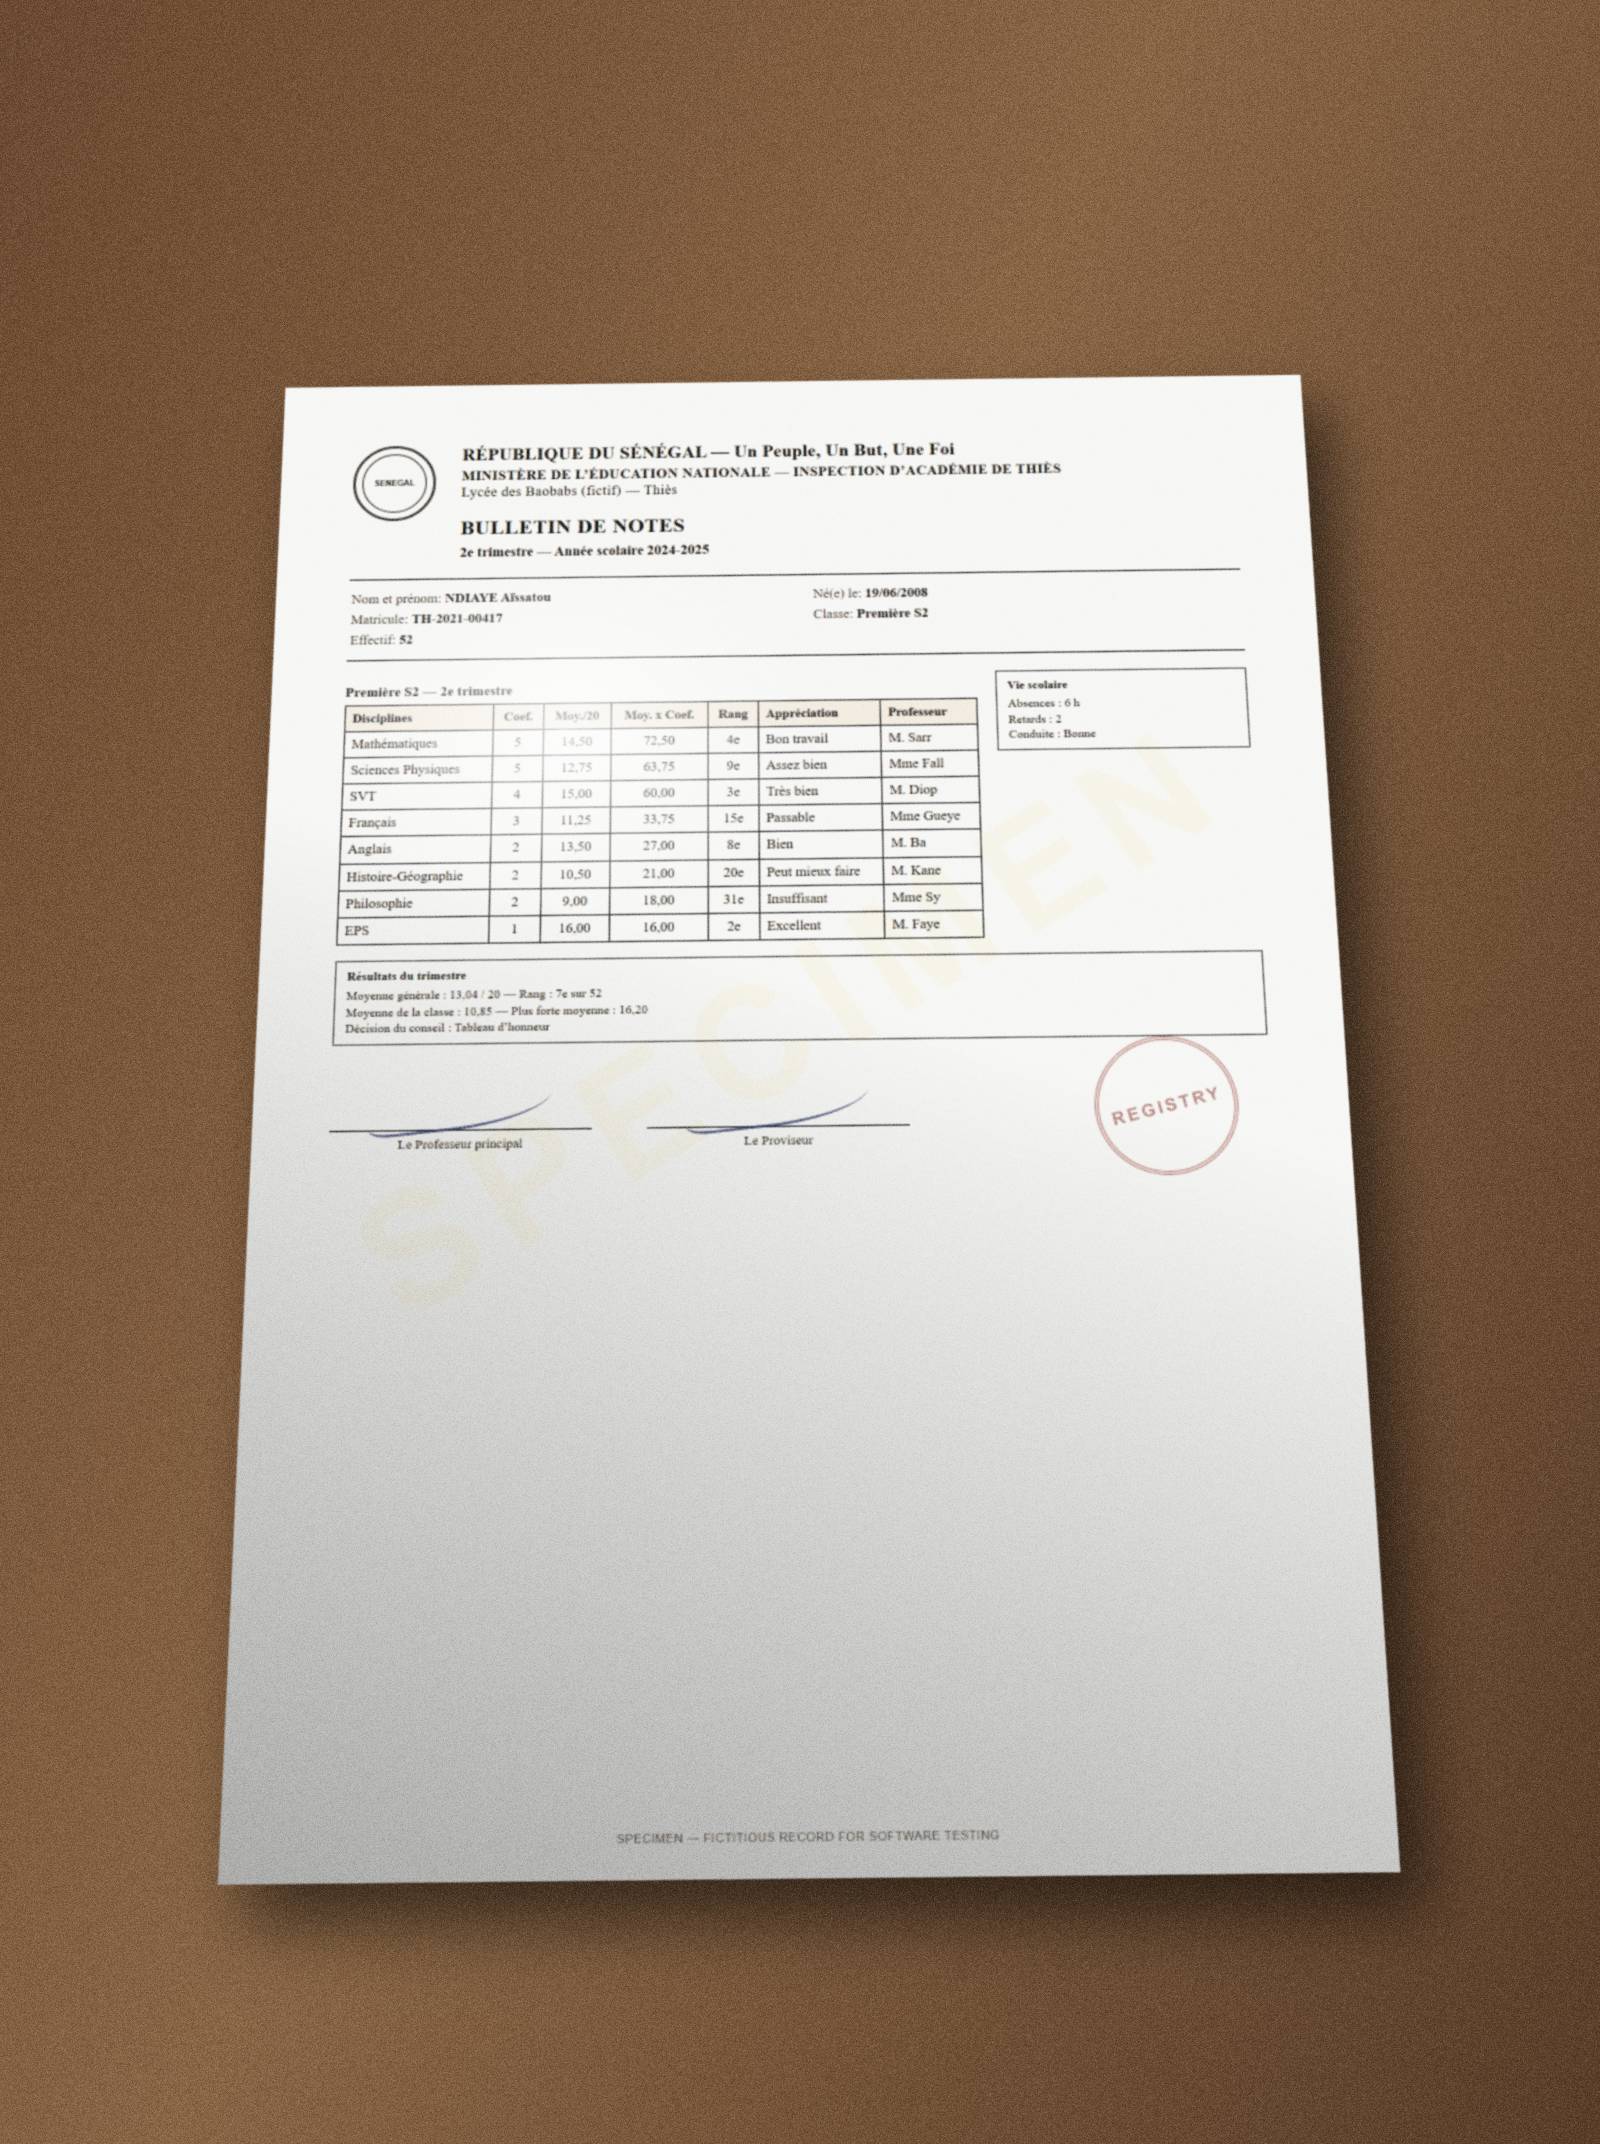 SENEGAL
RÉPUBLIQUE DU SÉNÉGAL — Un Peuple, Un But, Une Foi
MINISTÈRE DE L'ÉDUCATION NATIONALE — INSPECTION D'ACADÉMIE DE THIÈS
Lycée des Baobabs (fictif) — Thiès
BULLETIN DE NOTES
2e trimestre — Année scolaire 2024-2025
Nom et prénom: NDIAYE Aïssatou
Né(e) le: 19/06/2008
Matricule: TH-2021-00417
Classe: Première S2
Effectif: 52
Première S2 — 2e trimestre
Disciplines Coef. Moy./20 Moy. x Coef. Rang Appréciation Professeur
Mathématiques 5 14,50 72,50 4e Bon travail M. Sarr
Sciences Physiques 5 12,75 63,75 9e Assez bien Mme Fall
SVT 4 15,00 60,00 3e Très bien M. Diop
Français 3 11,25 33,75 15e Passable Mme Gueye
Anglais 2 13,50 27,00 8e Bien M. Ba
Histoire-Géographie 2 10,50 21,00 20e Peut mieux faire M. Kane
Philosophie 2 9,00 18,00 31e Insuffisant Mme Sy
EPS 1 16,00 16,00 2e Excellent M. Faye
Vie scolaire
Absences : 6 h
Retards : 2
Conduite : Bonne
Résultats du trimestre
Moyenne générale : 13,04 / 20 — Rang : 7e sur 52
Moyenne de la classe : 10,85 — Plus forte moyenne : 16,20
Décision du conseil : Tableau d'honneur
Le Professeur principal
Le Proviseur
REGISTRY
SPECIMEN
SPECIMEN — FICTITIOUS RECORD FOR SOFTWARE TESTING